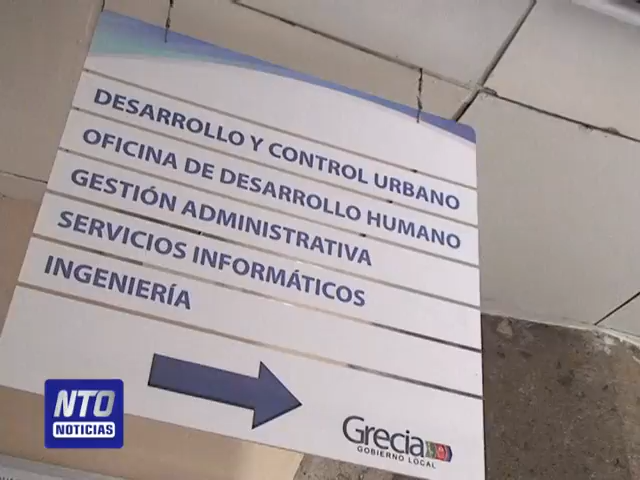 DESARROLLO Y CONTROL URBANO
OFICINA DE DESARROLLO HUMANO
GESTIÓN ADMINISTRATIVA
SERVICIOS INFORMÁTICOS
INGENIERÍA
Grecia
GOBIERNO LOCAL
NTO
NOTICIAS